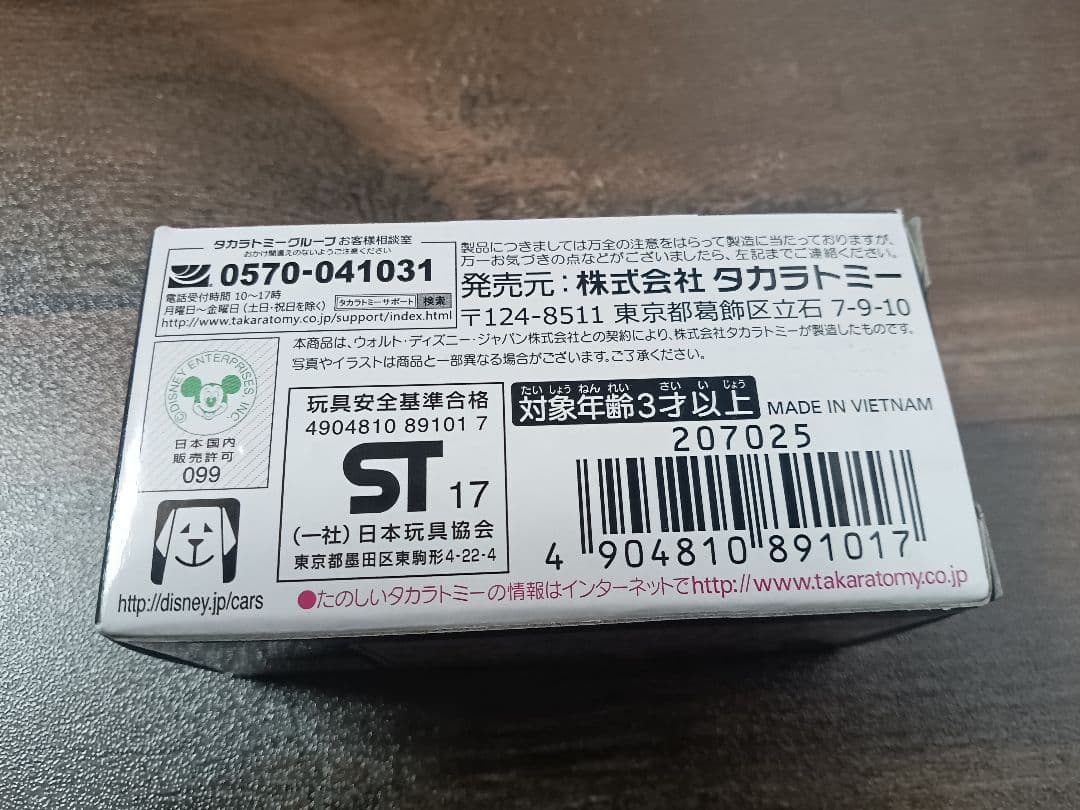 タカラトミーグループ お客様相談室
おかけ間違えのないようご注意ください
0570-041031
電話受付時間 10〜17時
月曜日〜金曜日(土日・祝日を除く) タカラトミーサポート 検索
http://www.takaratomy.co.jp/support/index.html
製品につきましては万全の注意をはらって製造に当たっておりますが、
万一お気づきの点などがございましたら、左記までご連絡ください。
発売元:株式会社 タカラトミー
〒124-8511 東京都葛飾区立石 7-9-10
本商品は、ウォルト・ディズニー・ジャパン株式会社との契約により、株式会社タカラトミーが製造したものです。
写真やイラストは商品と一部異なる場合がございます。ご了承ください。
©DISNEY ENTERPRISES INC.
日本国内
販売許可
099
玩具安全基準合格
4904810 89101 7
ST 17
(一社)日本玩具協会
東京都墨田区東駒形4-22-4
たいしょうねんれい さいいじょう
対象年齢3才以上
MADE IN VIETNAM
207025
4 904810 891017
http://disney.jp/cars
●たのしいタカラトミーの情報はインターネットでhttp://www.takaratomy.co.jp